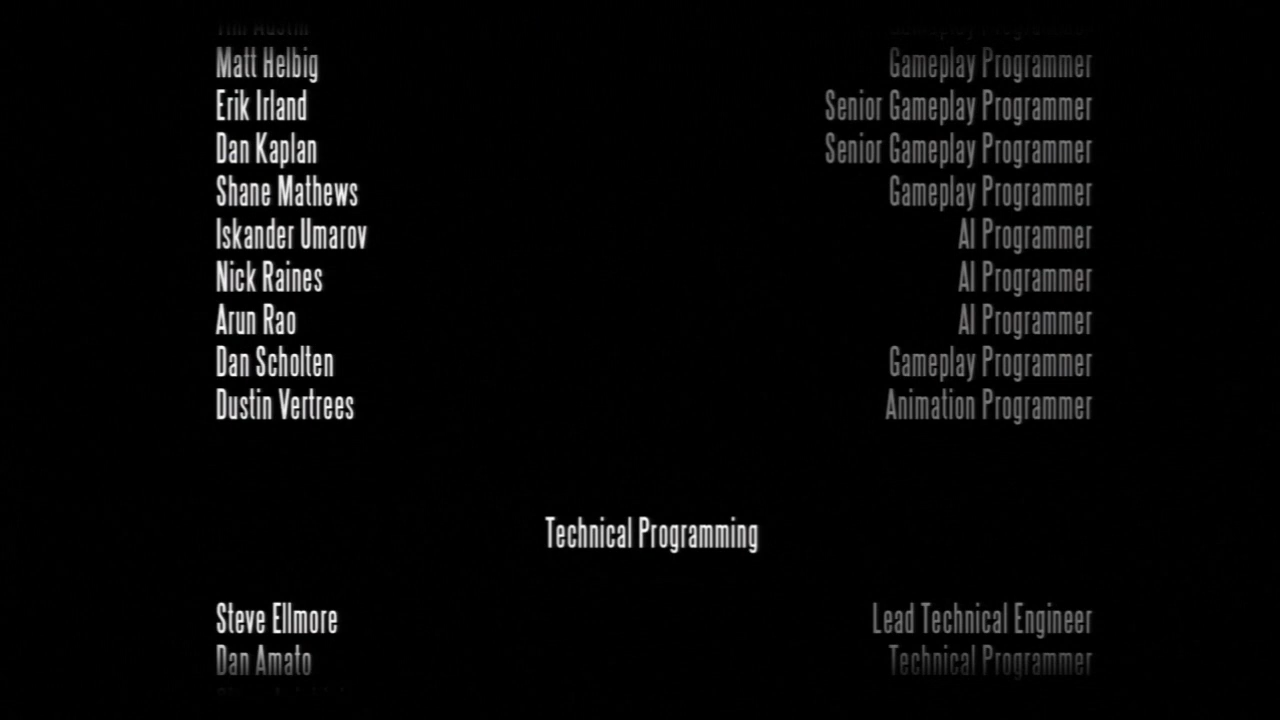 Matt Helbig Gameplay Programmer
Erik Irland Senior Gameplay Programmer
Dan Kaplan Senior Gameplay Programmer
Shane Mathews Gameplay Programmer
Iskander Umarov AI Programmer
Nick Raines AI Programmer
Arun Rao AI Programmer
Dan Scholten Gameplay Programmer
Dustin Vertrees Animation Programmer
Technical Programming
Steve Ellmore Lead Technical Engineer
Dan Amato Technical Programmer